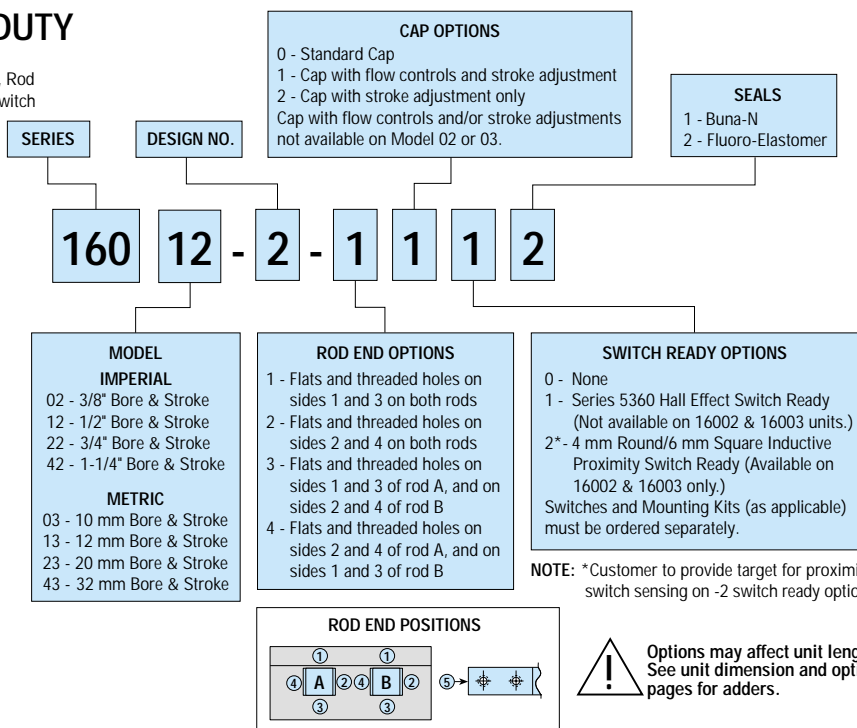 DUTY
Rod
CAP OPTIONS
0 - Standard Cap
1 - Cap with flow controls and stroke adjustment
2 - Cap with stroke adjustment only
Cap with flow controls and/or stroke adjustments
not available on Model 02 or 03.
SEALS
1 - Buna-N
2 - Fluoro-Elastomer
SERIES
DESIGN NO.
160 12 - 2 - 1 1 1 2
MODEL
IMPERIAL
02 - 3/8" Bore & Stroke
12 - 1/2" Bore & Stroke
22 - 3/4" Bore & Stroke
42 - 1-1/4" Bore & Stroke
METRIC
03 - 10 mm Bore & Stroke
13 - 12 mm Bore & Stroke
23 - 20 mm Bore & Stroke
43 - 32 mm Bore & Stroke
ROD END OPTIONS
1 - Flats and threaded holes on
sides 1 and 3 on both rods
2 - Flats and threaded holes on
sides 2 and 4 on both rods
3 - Flats and threaded holes on
sides 1 and 3 of rod A, and on
sides 2 and 4 of rod B
4 - Flats and threaded holes on
sides 2 and 4 of rod A, and on
sides 1 and 3 of rod B
SWITCH READY OPTIONS
0 - None
1 - Series 5360 Hall Effect Switch Ready
(Not available on 16002 & 16003 units.)
2*- 4 mm Round/6 mm Square Inductive
Proximity Switch Ready (Available on
16002 & 16003 only.)
Switches and Mounting Kits (as applicable)
must be ordered separately.
NOTE: *Customer to provide target for
switch sensing on -2 switch ready
ROD END POSITIONS
1 1
4 A 2 4 B 2 5
3 3
!
Options may affect unit
See unit dimension and
pages for adders.